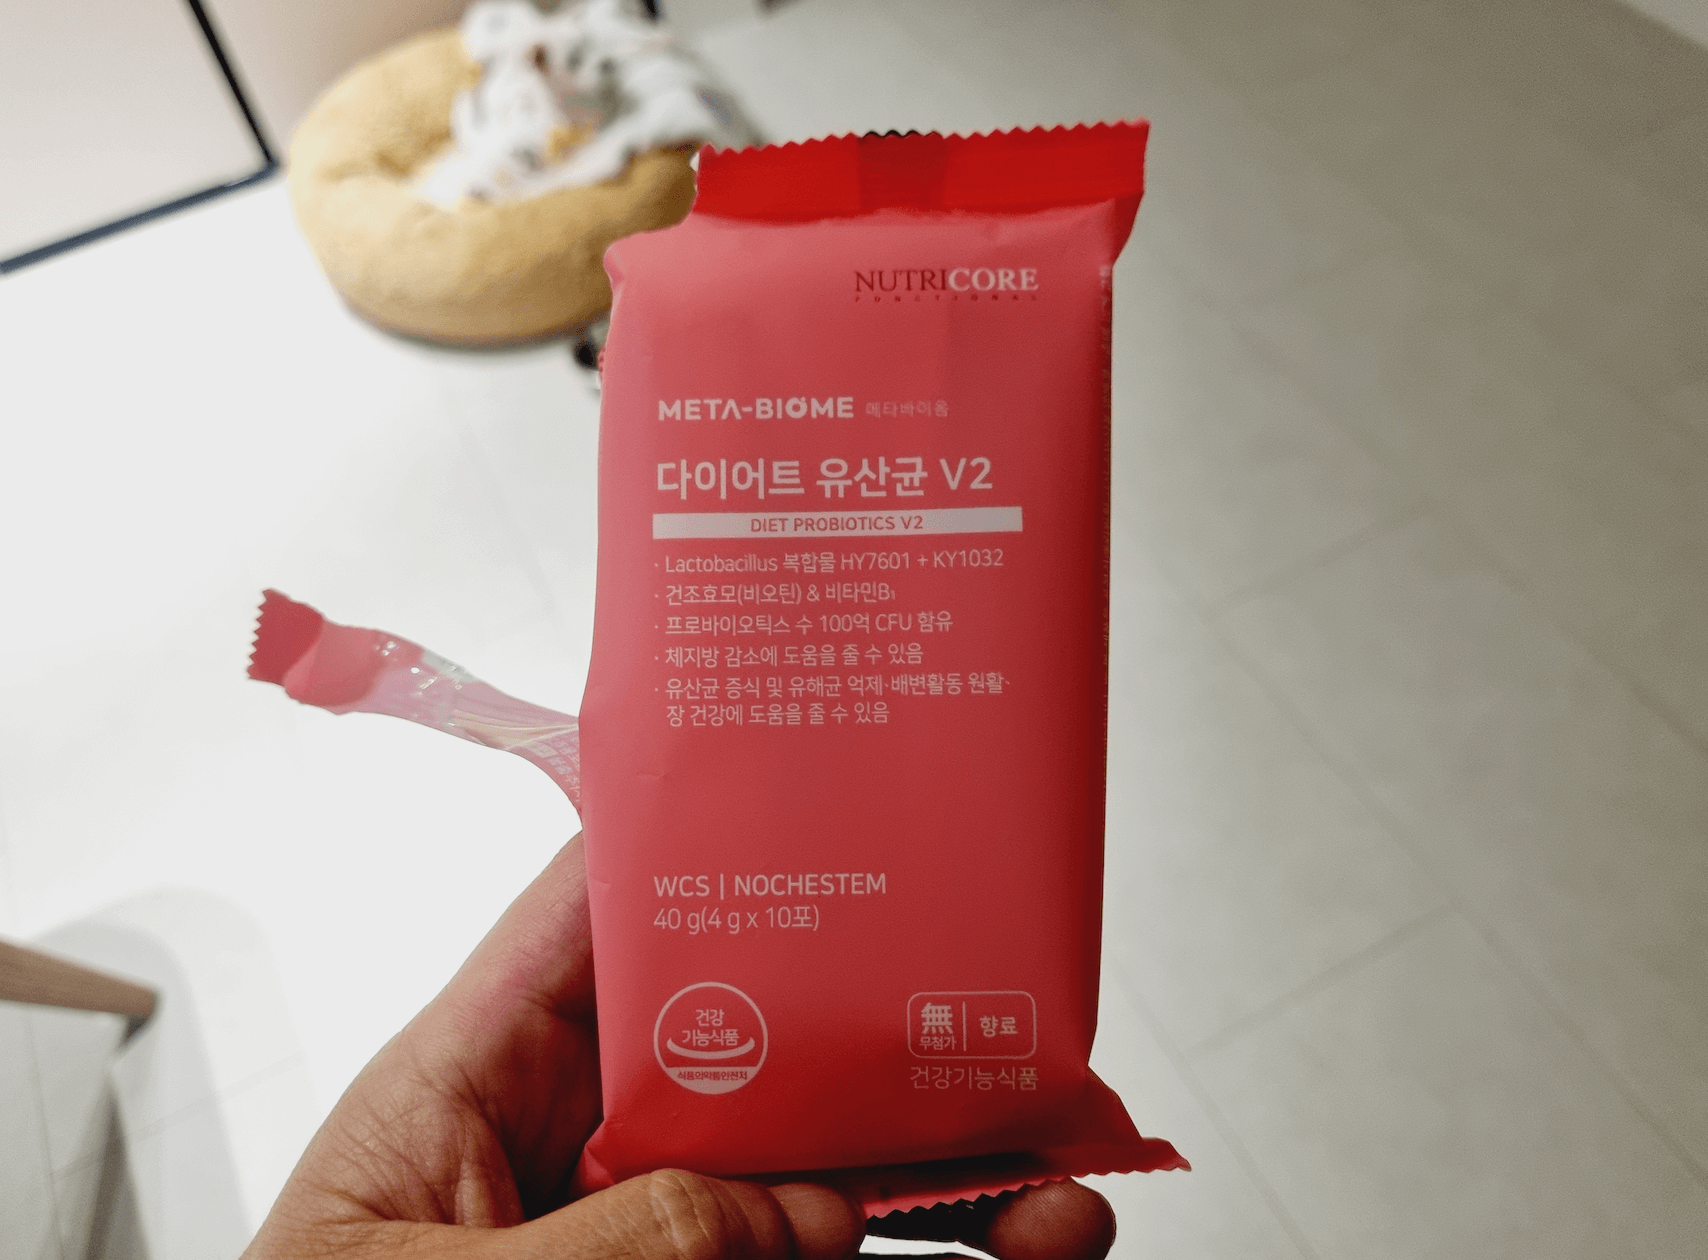 NUTRICORE
FUNCTIONAL
META-BIOME 메타바이옴
다이어트 유산균 V2
DIET PROBIOTICS V2
· Lactobacillus 복합물 HY7601 + KY1032
· 건조효모(비오틴) & 비타민B₁
· 프로바이오틱스 수 100억 CFU 함유
· 체지방 감소에 도움을 줄 수 있음
· 유산균 증식 및 유해균 억제·배변활동 원활·
장 건강에 도움을 줄 수 있음
WCS | NOCHESTEM
40 g(4 g x 10포)
건강
기능식품
식품의약품안전처
無 무첨가 | 향료
건강기능식품